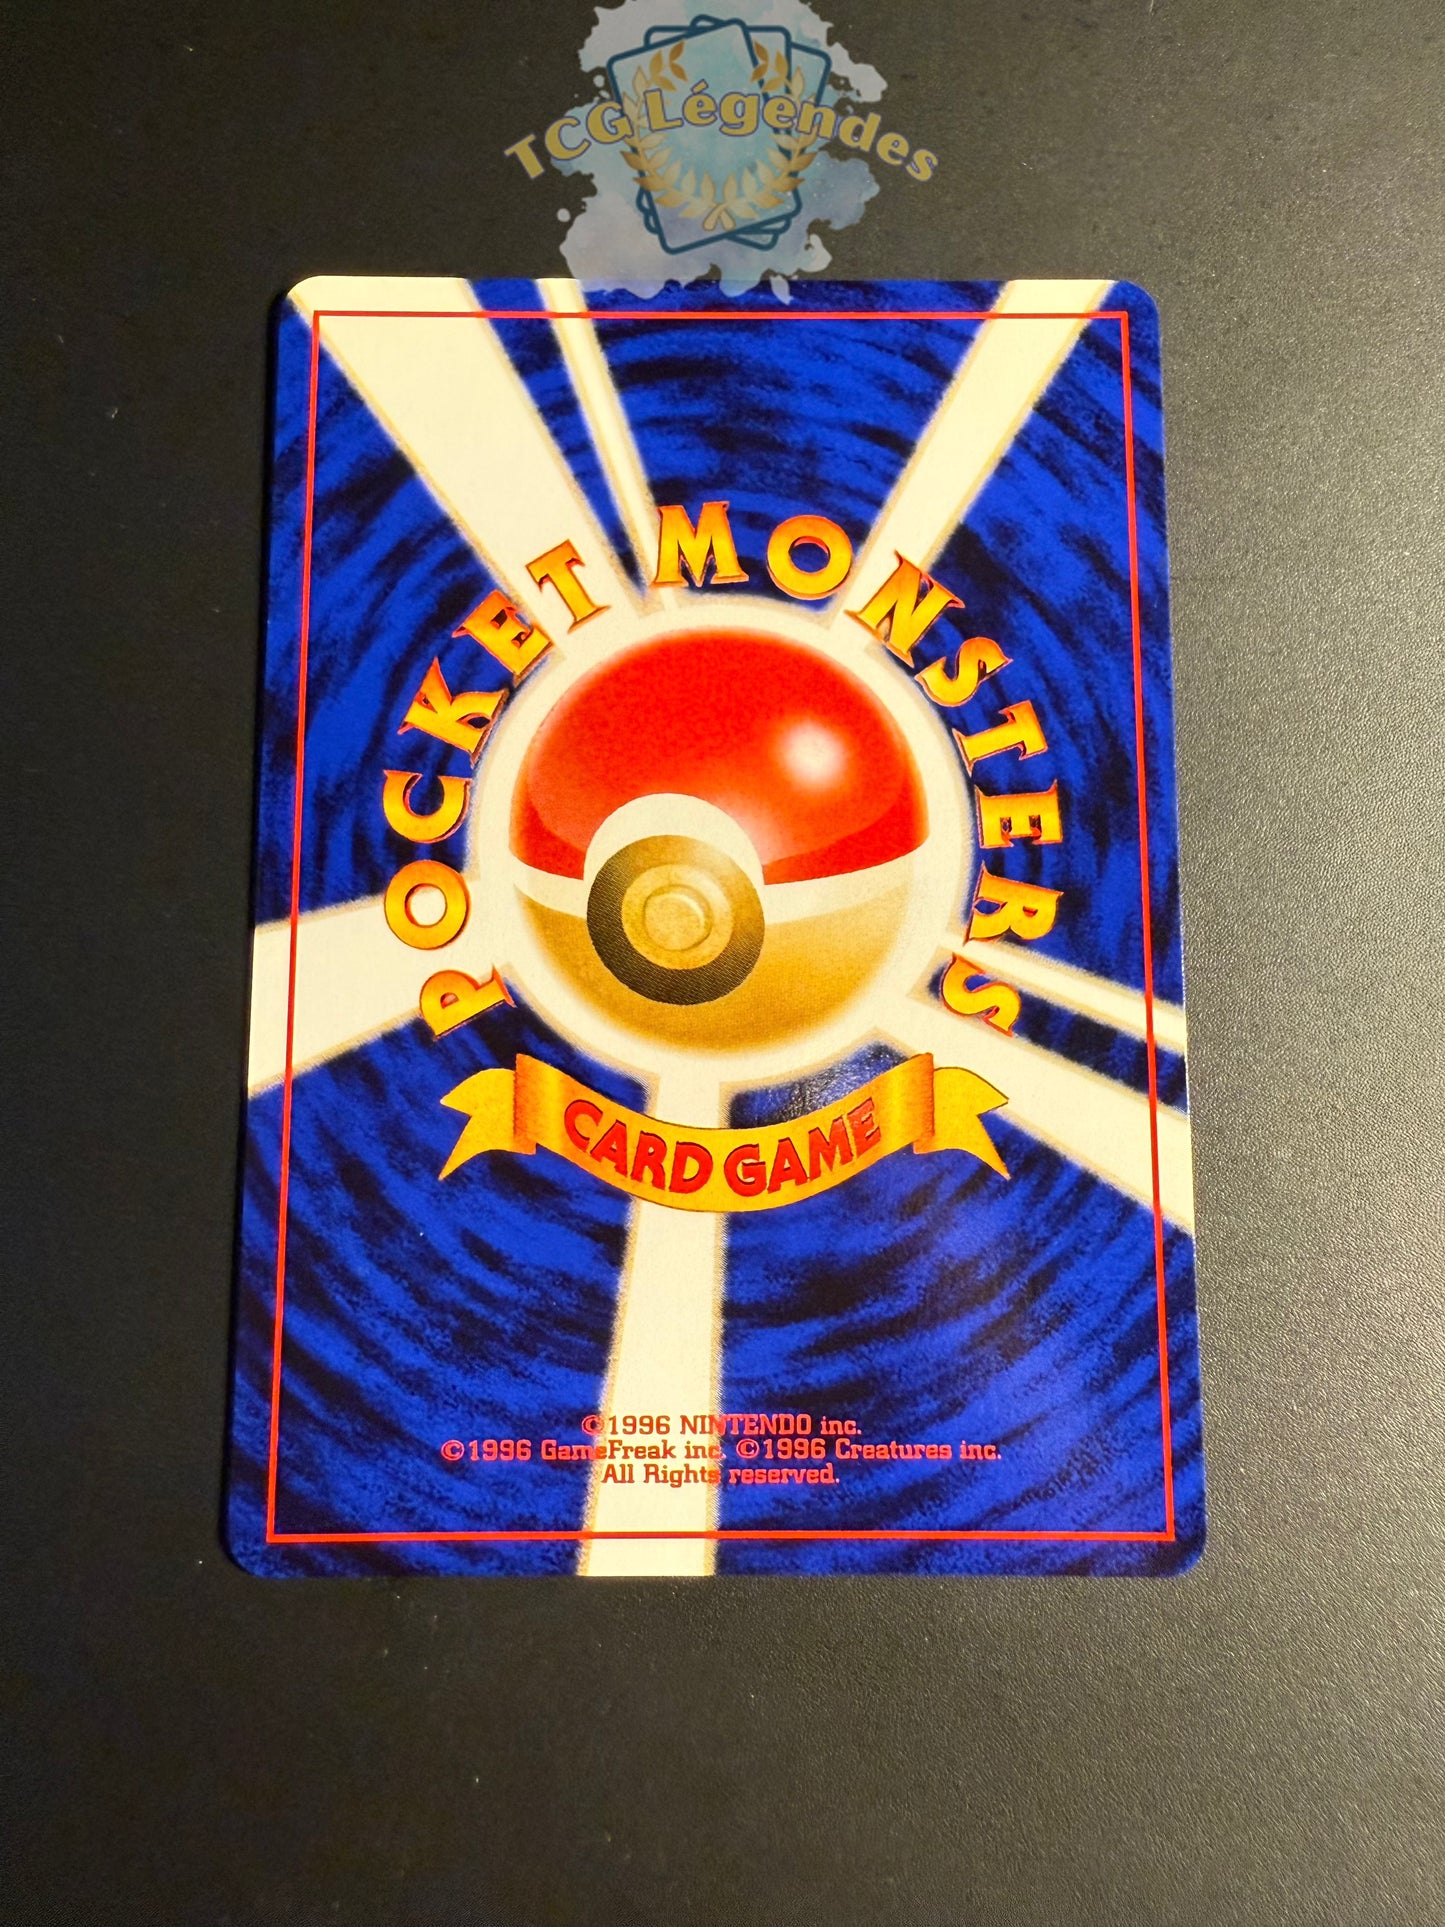 TCG Légendes
POCKET MONSTERS
CARD GAME
©1996 NINTENDO inc.
©1996 GameFreak inc. ©1996 Creatures inc.
All Rights reserved.